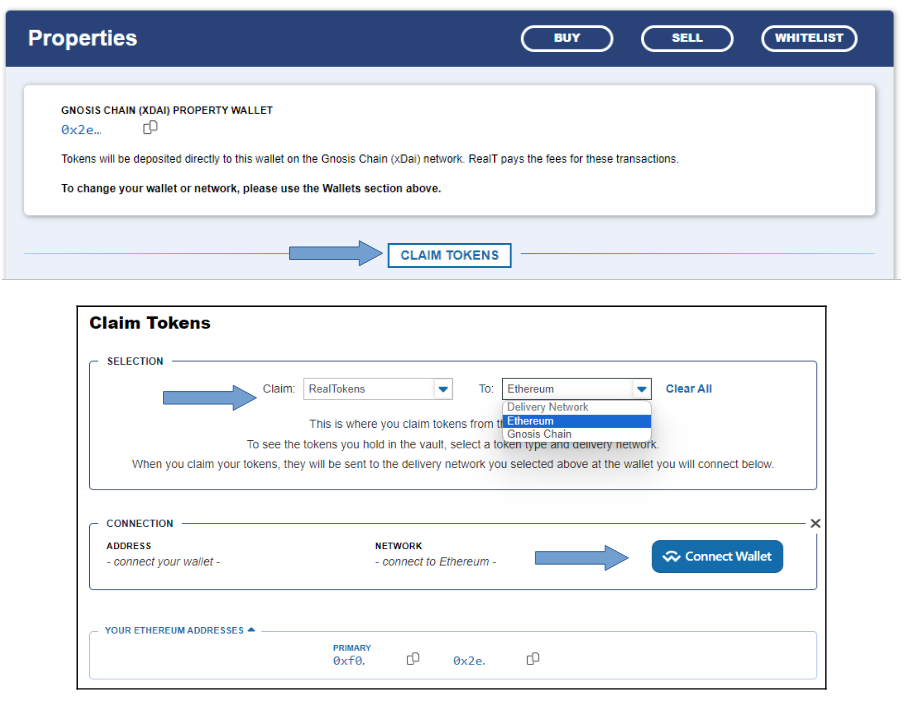 Properties
BUY
SELL
WHITELIST
GNOSIS CHAIN (XDAI) PROPERTY WALLET
0x2e...
Tokens will be deposited directly to this wallet on the Gnosis Chain (xDai) network. RealT pays the fees for these transactions.
To change your wallet or network, please use the Wallets section above.
CLAIM TOKENS
Claim Tokens
SELECTION
Claim: RealTokens To: Ethereum Clear All
Delivery Network
Ethereum
Gnosis Chain
This is where you claim tokens from
To see the tokens you hold in the vault, select a token type and delivery network.
When you claim your tokens, they will be sent to the delivery network you selected above at the wallet you will connect below.
CONNECTION
ADDRESS NETWORK
- connect your wallet - - connect to Ethereum -
Connect Wallet
YOUR ETHEREUM ADDRESSES
PRIMARY
0xf0. 0x2e.